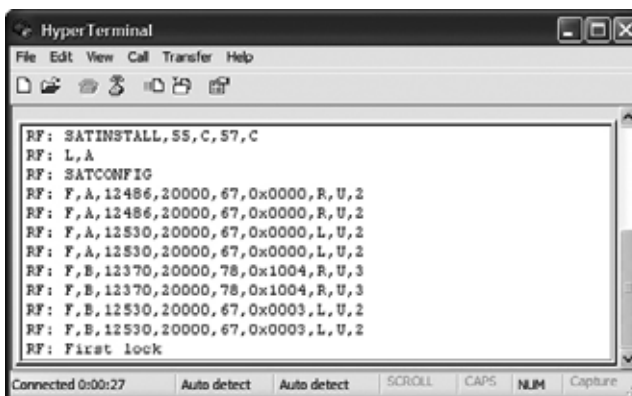 HyperTerminal
File Edit View Call Transfer Help
RF: SATINSTALL,55,C,57,C
RF: L,A
RF: SATCONFIG
RF: F,A,12486,20000,67,0x0000,R,U,2
RF: F,A,12486,20000,67,0x0000,R,U,2
RF: F,A,12530,20000,67,0x0000,L,U,2
RF: F,A,12530,20000,67,0x0000,L,U,2
RF: F,B,12370,20000,78,0x1004,R,U,3
RF: F,B,12370,20000,78,0x1004,R,U,3
RF: F,B,12530,20000,67,0x0003,L,U,2
RF: F,B,12530,20000,67,0x0003,L,U,2
RF: First lock
Connected 0:00:27 Auto detect Auto detect SCROLL CAPS NUM Capture